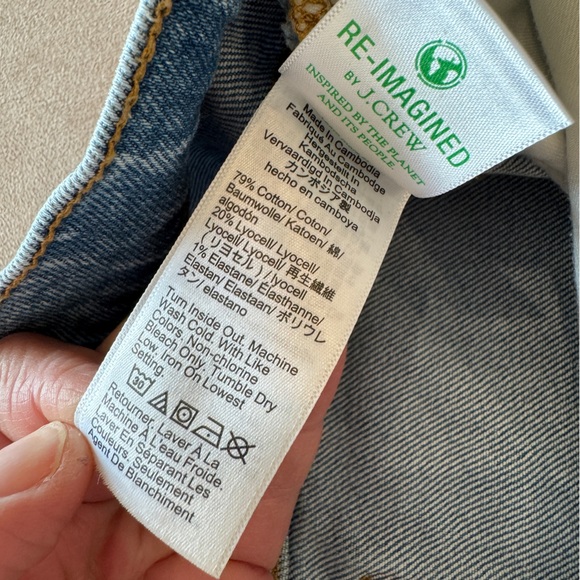 RE-IMAGINED
BY J.CREW
INSPIRED BY THE PLANET
AND ITS PEOPLE.
Made In Cambodia
Fabriqué Au Cambodge
Hergestellt In
Kambodscha
Vervaardigd in Cambodja
カンボジア製
hecho en camboya
79% Cotton/ Coton/
Baumwolle/ Katoen/ 綿/
algodón
20% Lyocell/ Lyocell/
Lyocell/ Lyocell/ 再生繊維
(リヨセル)/lyocell
1% Elastane/ Élasthanne/
Elastan/ Elastaan/ ポリウレ
タン/ elastano
Turn Inside Out, Machine
Wash Cold, With Like
Colors, Non-chlorine
Bleach Only, Tumble Dry
Low, Iron On Lowest
Setting.
30
Retourner, Laver À La
Machine À L'eau Froide,
Laver En Séparant Les
Couleurs, Seulement
Agent De Blanchiment